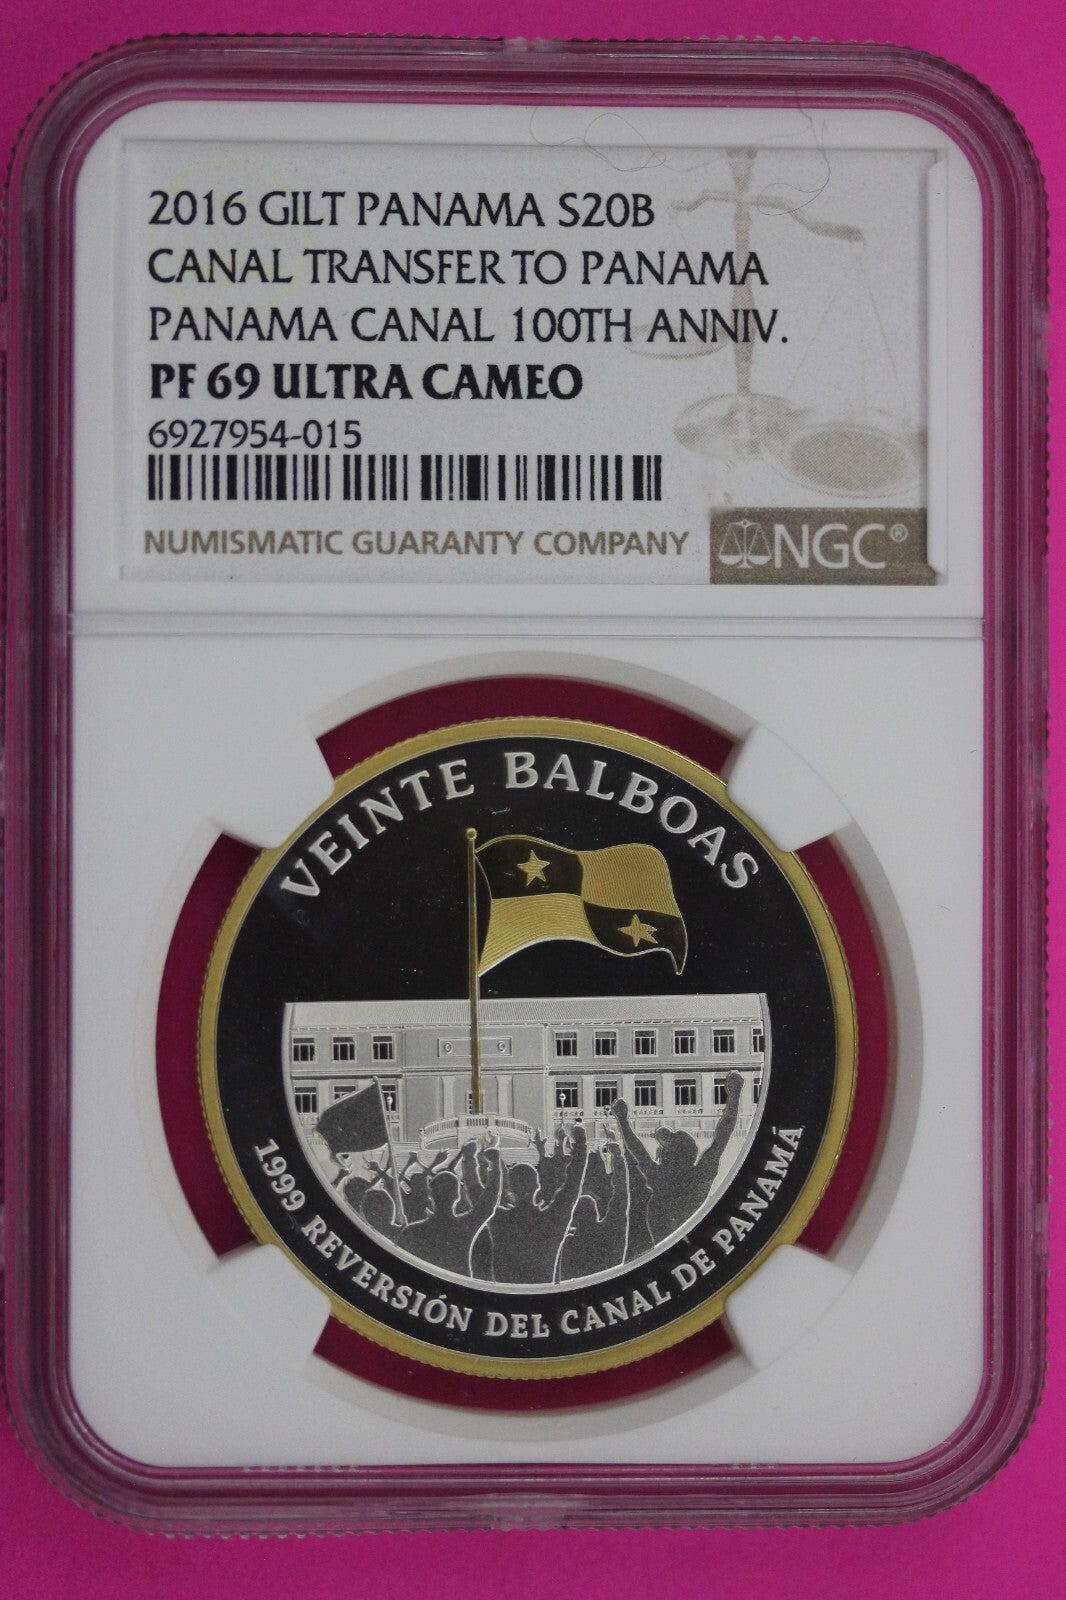 2016 GILT PANAMA S20B
CANAL TRANSFER TO PANAMA
PANAMA CANAL 100TH ANNIV.
PF 69 ULTRA CAMEO
6927954-015
NUMISMATIC GUARANTY COMPANY
NGC®
VEINTE BALBOAS
1999 REVERSIÓN DEL CANAL DE PANAMÁ